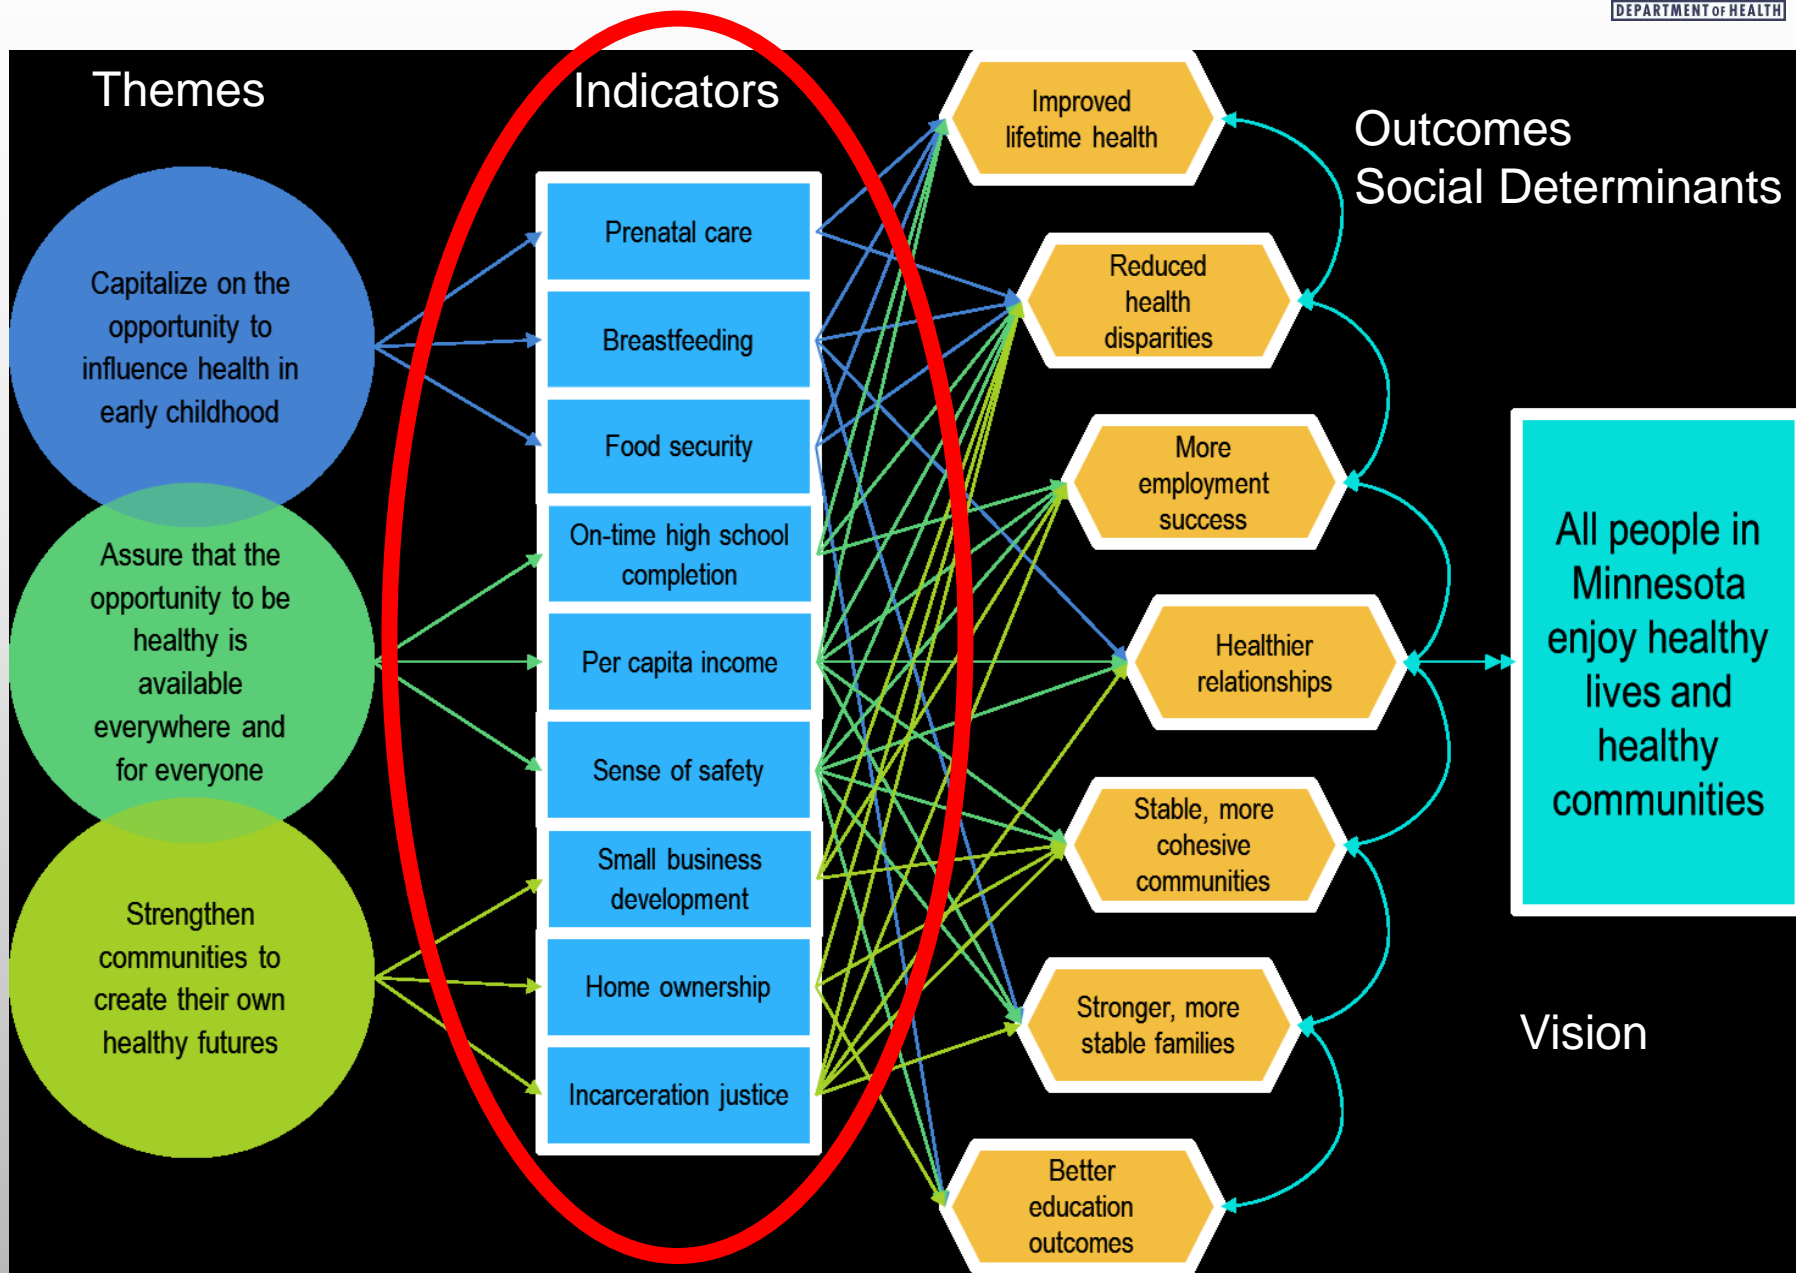 DEPARTMENT OF HEALTH
Themes
Capitalize on the
opportunity to
influence health in
early childhood
Assure that the
opportunity to be
healthy is
available
everywhere and
for everyone
Strengthen
communities to
create their own
healthy futures
Indicators
Prenatal care
Breastfeeding
Food security
On-time high school
completion
Per capita income
Sense of safety
Small business
development
Home ownership
Incarceration justice
Outcomes
Social Determinants
Improved
lifetime health
Reduced
health
disparities
More
employment
success
Healthier
relationships
Stable, more
cohesive
communities
Stronger, more
stable families
Better
education
outcomes
All people in
Minnesota
enjoy healthy
lives and
healthy
communities
Vision